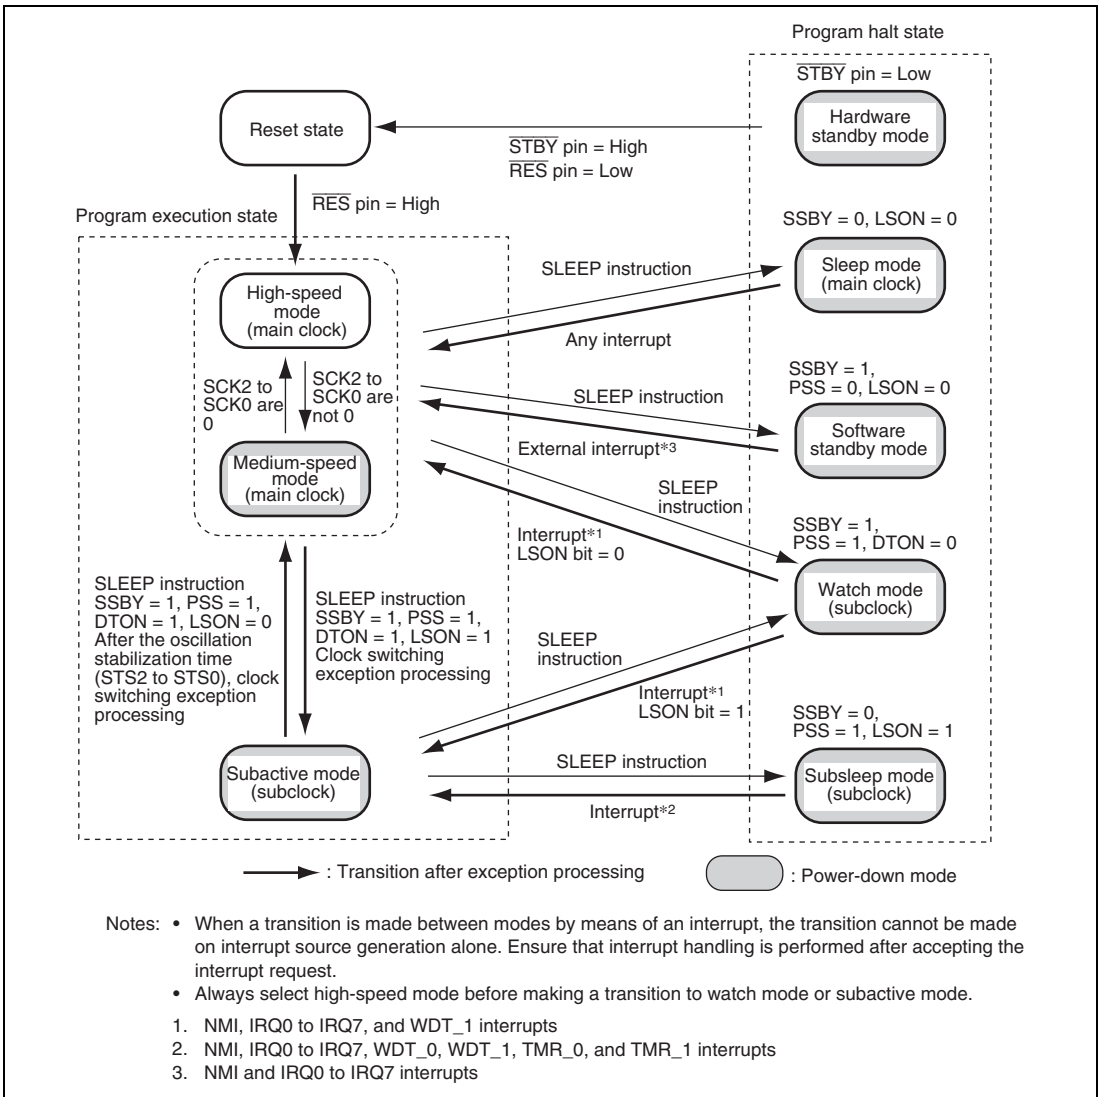 Program halt state
STBY pin = Low
Hardware
standby mode
Reset state
STBY pin = High
RES pin = Low
RES pin = High
Program execution state
SSBY = 0, LSON = 0
Sleep mode
(main clock)
SLEEP instruction
Any interrupt
High-speed
mode
(main clock)
SCK2 to
SCK0 are
0
SCK2 to
SCK0 are
not 0
Medium-speed
mode
(main clock)
SSBY = 1,
PSS = 0, LSON = 0
Software
standby mode
SLEEP instruction
External interrupt*3
SLEEP
instruction
Interrupt*1
LSON bit = 0
SSBY = 1,
PSS = 1, DTON = 0
Watch mode
(subclock)
SLEEP instruction
SSBY = 1, PSS = 1,
DTON = 1, LSON = 0
After the oscillation
stabilization time
(STS2 to STS0), clock
switching exception
processing
SLEEP instruction
SSBY = 1, PSS = 1,
DTON = 1, LSON = 1
Clock switching
exception processing
SLEEP
instruction
Interrupt*1
LSON bit = 1
SSBY = 0,
PSS = 1, LSON = 1
Subactive mode
(subclock)
SLEEP instruction
Interrupt*2
Subsleep mode
(subclock)
: Transition after exception processing
: Power-down mode
Notes: • When a transition is made between modes by means of an interrupt, the transition cannot be made
on interrupt source generation alone. Ensure that interrupt handling is performed after accepting the
interrupt request.
• Always select high-speed mode before making a transition to watch mode or subactive mode.
1. NMI, IRQ0 to IRQ7, and WDT_1 interrupts
2. NMI, IRQ0 to IRQ7, WDT_0, WDT_1, TMR_0, and TMR_1 interrupts
3. NMI and IRQ0 to IRQ7 interrupts